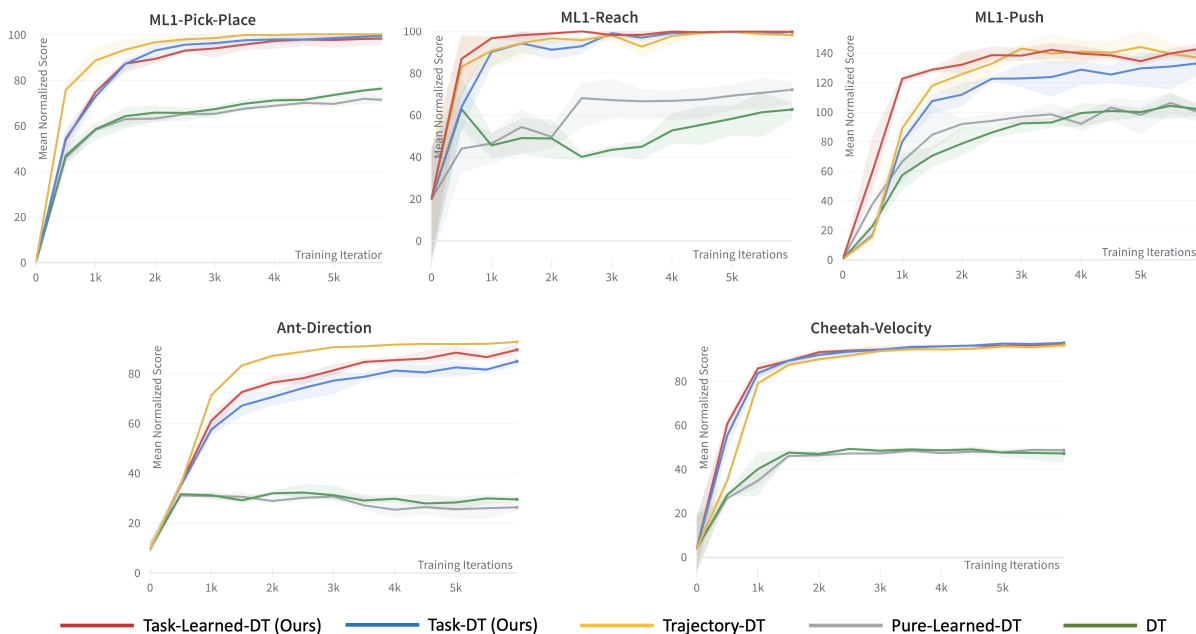 ML1-Pick-Place
Mean Normalized Score
100
80
60
40
20
0
0 1k 2k 3k 4k 5k
Training Iteration
ML1-Reach
Mean Normalized Score
100
80
60
40
20
0
0 1k 2k 3k 4k 5k
Training Iterations
ML1-Push
Mean Normalized Score
140
120
100
80
60
40
20
0
0 1k 2k 3k 4k 5k
Training Iterations
Ant-Direction
Mean Normalized Score
80
60
40
20
0
0 1k 2k 3k 4k 5k
Training Iterations
Cheetah-Velocity
Mean Normalized Score
80
60
40
20
0
0 1k 2k 3k 4k 5k
Training Iterations
Task-Learned-DT (Ours) Task-DT (Ours) Trajectory-DT Pure-Learned-DT DT